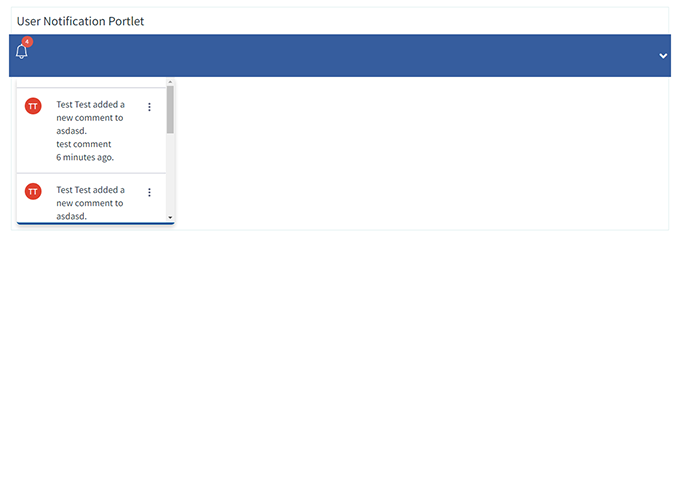 User Notification Portlet
4
TT
Test Test added a
new comment to
asdasd.
test comment
6 minutes ago.
TT
Test Test added a
new comment to
asdasd.